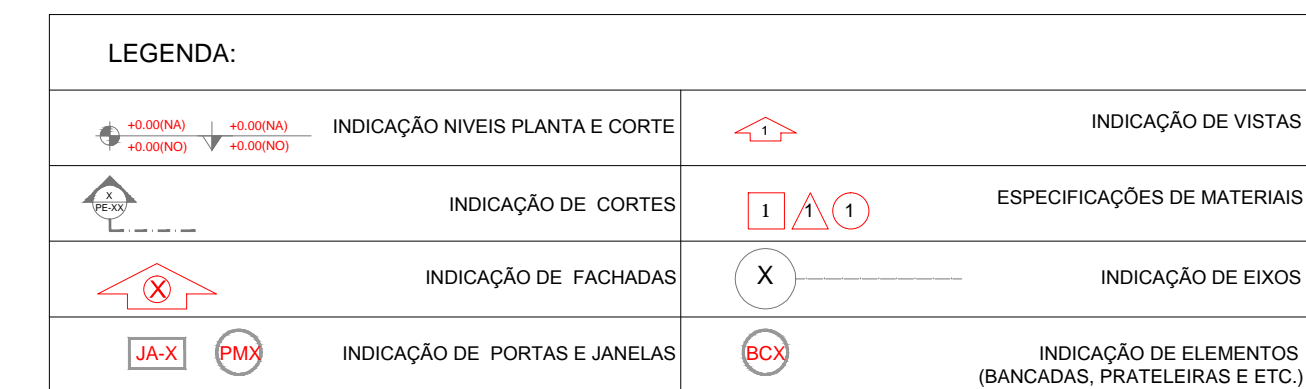 LEGENDA:
+0.00(NA) +0.00(NA) INDICAÇÃO NIVEIS PLANTA E CORTE
+0.00(NO) +0.00(NO)
1 INDICAÇÃO DE VISTAS
X
PE-XX
INDICAÇÃO DE CORTES
1 1 1 ESPECIFICAÇÕES DE MATERIAIS
X INDICAÇÃO DE FACHADAS
X INDICAÇÃO DE EIXOS
JA-X PMX INDICAÇÃO DE PORTAS E JANELAS
BCX INDICAÇÃO DE ELEMENTOS
(BANCADAS, PRATELEIRAS E ETC.)